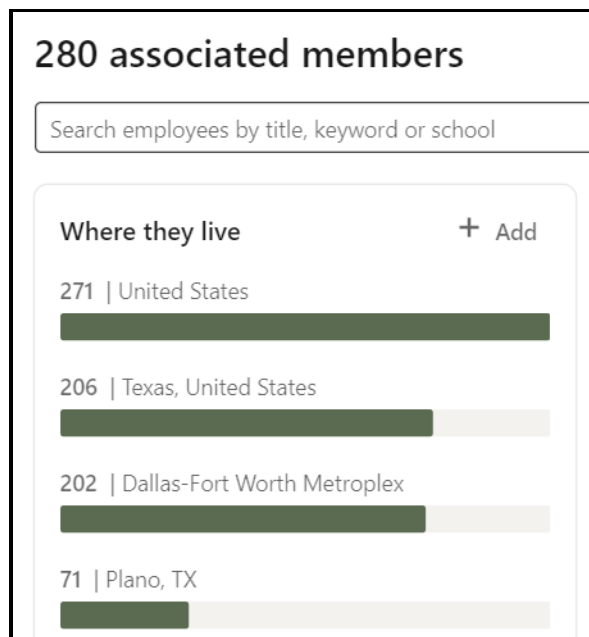 280 associated members
Search employees by title, keyword or school
Where they live
+ Add
271 | United States
206 | Texas, United States
202 | Dallas-Fort Worth Metroplex
71 | Plano, TX